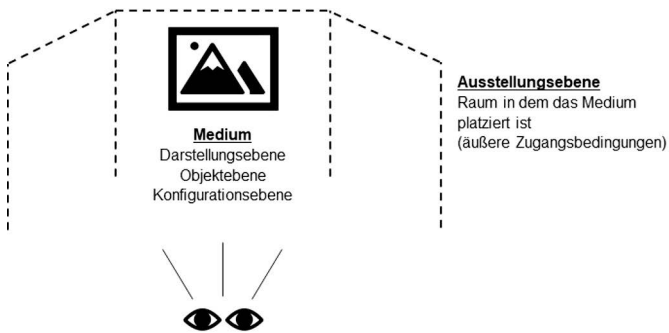 Medium
Darstellungsebene
Objektebene
Konfigurationsebene
Ausstellungsebene
Raum in dem das Medium
platziert ist
(äußere Zugangsbedingungen)